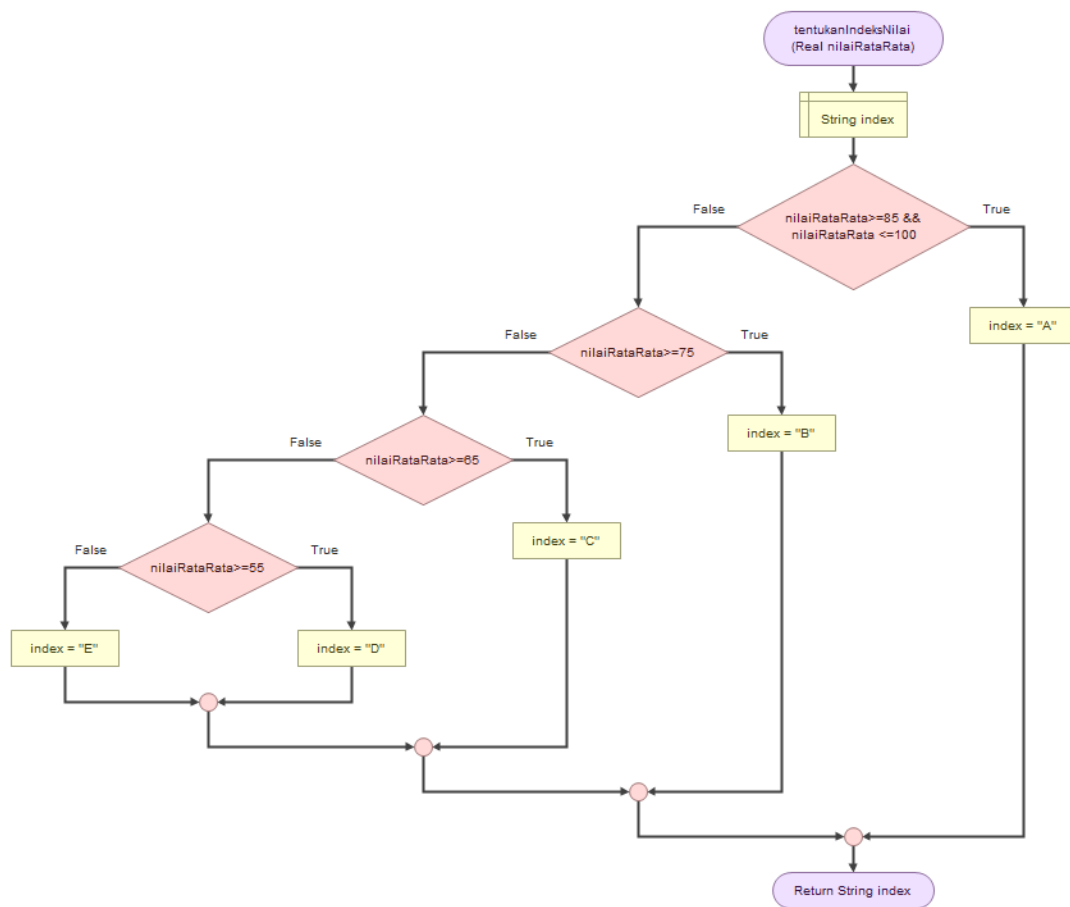 tentukanIndeksNilai
(Real nilaiRataRata)
String index
False
nilaiRataRata>=85 &&
nilaiRataRata <=100
True
index = "A"
False
nilaiRataRata>=75
True
index = "B"
False
nilaiRataRata>=65
True
index = "C"
False
nilaiRataRata>=55
True
index = "E"
index = "D"
Return String index